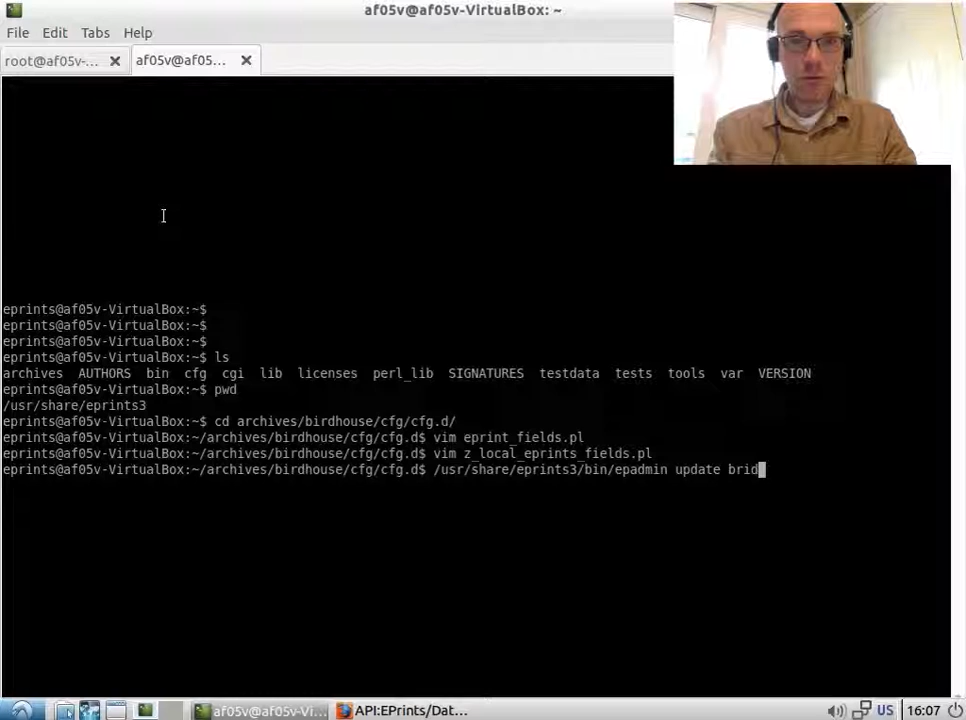 af05v@af05v-VirtualBox: ~
File Edit Tabs Help
root@af05v-...
af05v@af05...
eprints@af05v-VirtualBox:~$
eprints@af05v-VirtualBox:~$
eprints@af05v-VirtualBox:~$
eprints@af05v-VirtualBox:~$ ls
archives AUTHORS bin cfg cgi lib licenses perl_lib SIGNATURES testdata tests tools var VERSION
eprints@af05v-VirtualBox:~$ pwd
/usr/share/eprints3
eprints@af05v-VirtualBox:~$ cd archives/birdhouse/cfg/cfg.d/
eprints@af05v-VirtualBox:~/archives/birdhouse/cfg/cfg.d$ vim eprint_fields.pl
eprints@af05v-VirtualBox:~/archives/birdhouse/cfg/cfg.d$ vim z_local_eprints_fields.pl
eprints@af05v-VirtualBox:~/archives/birdhouse/cfg/cfg.d$ /usr/share/eprints3/bin/epadmin update brid
af05v@af05v-Vi...
API:EPrints/Dat...
US
16:07